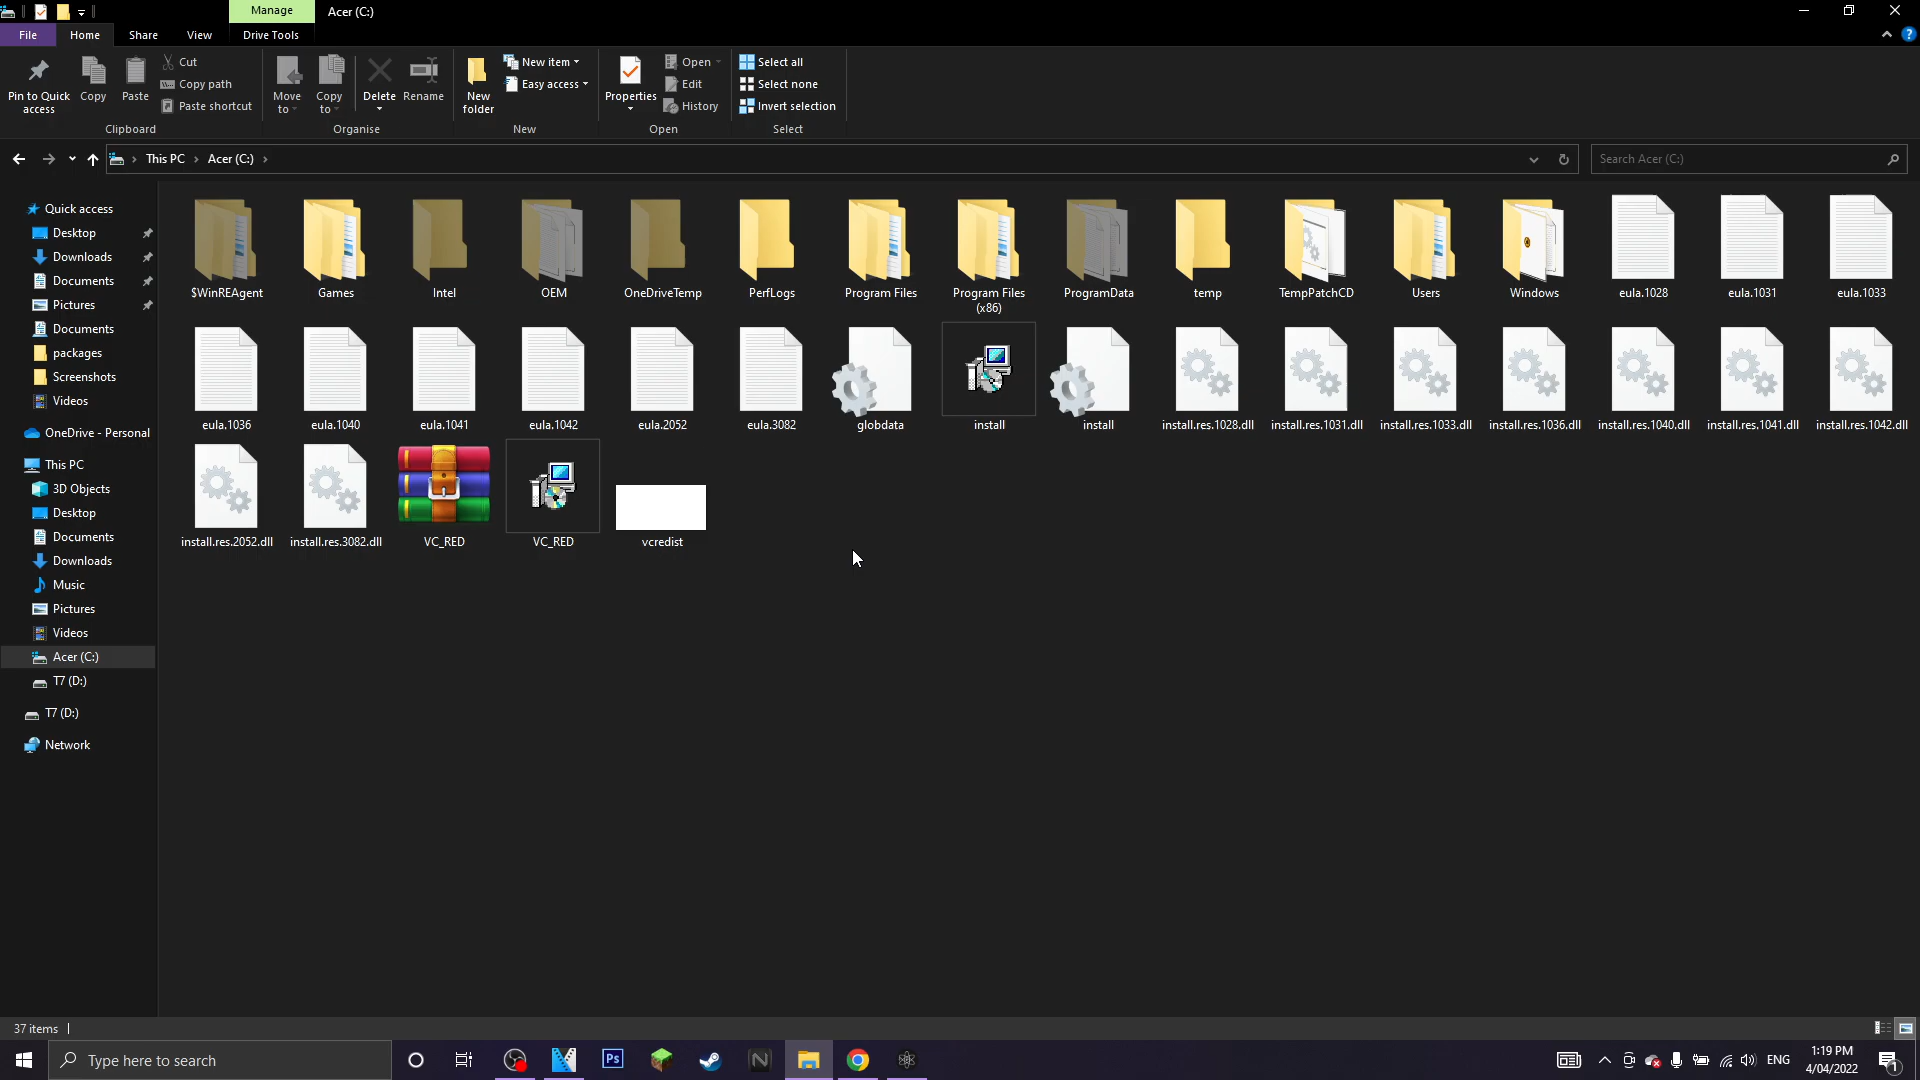 Manage
Acer (C:)
File
Home
Share
View
Drive Tools
Pin to Quick
access
Copy
Paste
Cut
Copy path
Paste shortcut
Clipboard
Move
to
Copy
to
Delete
Rename
Organise
New
folder
New item
Easy access
New
Properties
Open
Edit
History
Open
Select all
Select none
Invert selection
Select
This PC
Acer (C:)
Search Acer (C:)
Quick access
Desktop
Downloads
Documents
Pictures
Documents
packages
Screenshots
Videos
OneDrive - Personal
This PC
3D Objects
Desktop
Documents
Downloads
Music
Pictures
Videos
Acer (C:)
T7 (D:)
T7 (D:)
Network
$WinREAgent
Games
Intel
OEM
OneDriveTemp
PerfLogs
Program Files
Program Files
(x86)
ProgramData
temp
TempPatchCD
Users
Windows
eula.1028
eula.1031
eula.1033
eula.1036
eula.1040
eula.1041
eula.1042
eula.2052
eula.3082
globdata
install
install
install.res.1028.dll
install.res.1031.dll
install.res.1033.dll
install.res.1036.dll
install.res.1040.dll
install.res.1041.dll
install.res.1042.dll
install.res.2052.dll
install.res.3082.dll
VC_RED
VC_RED
vcredist
37 items
Type here to search
Ps
N
ENG
1:19 PM
4/04/2022
1